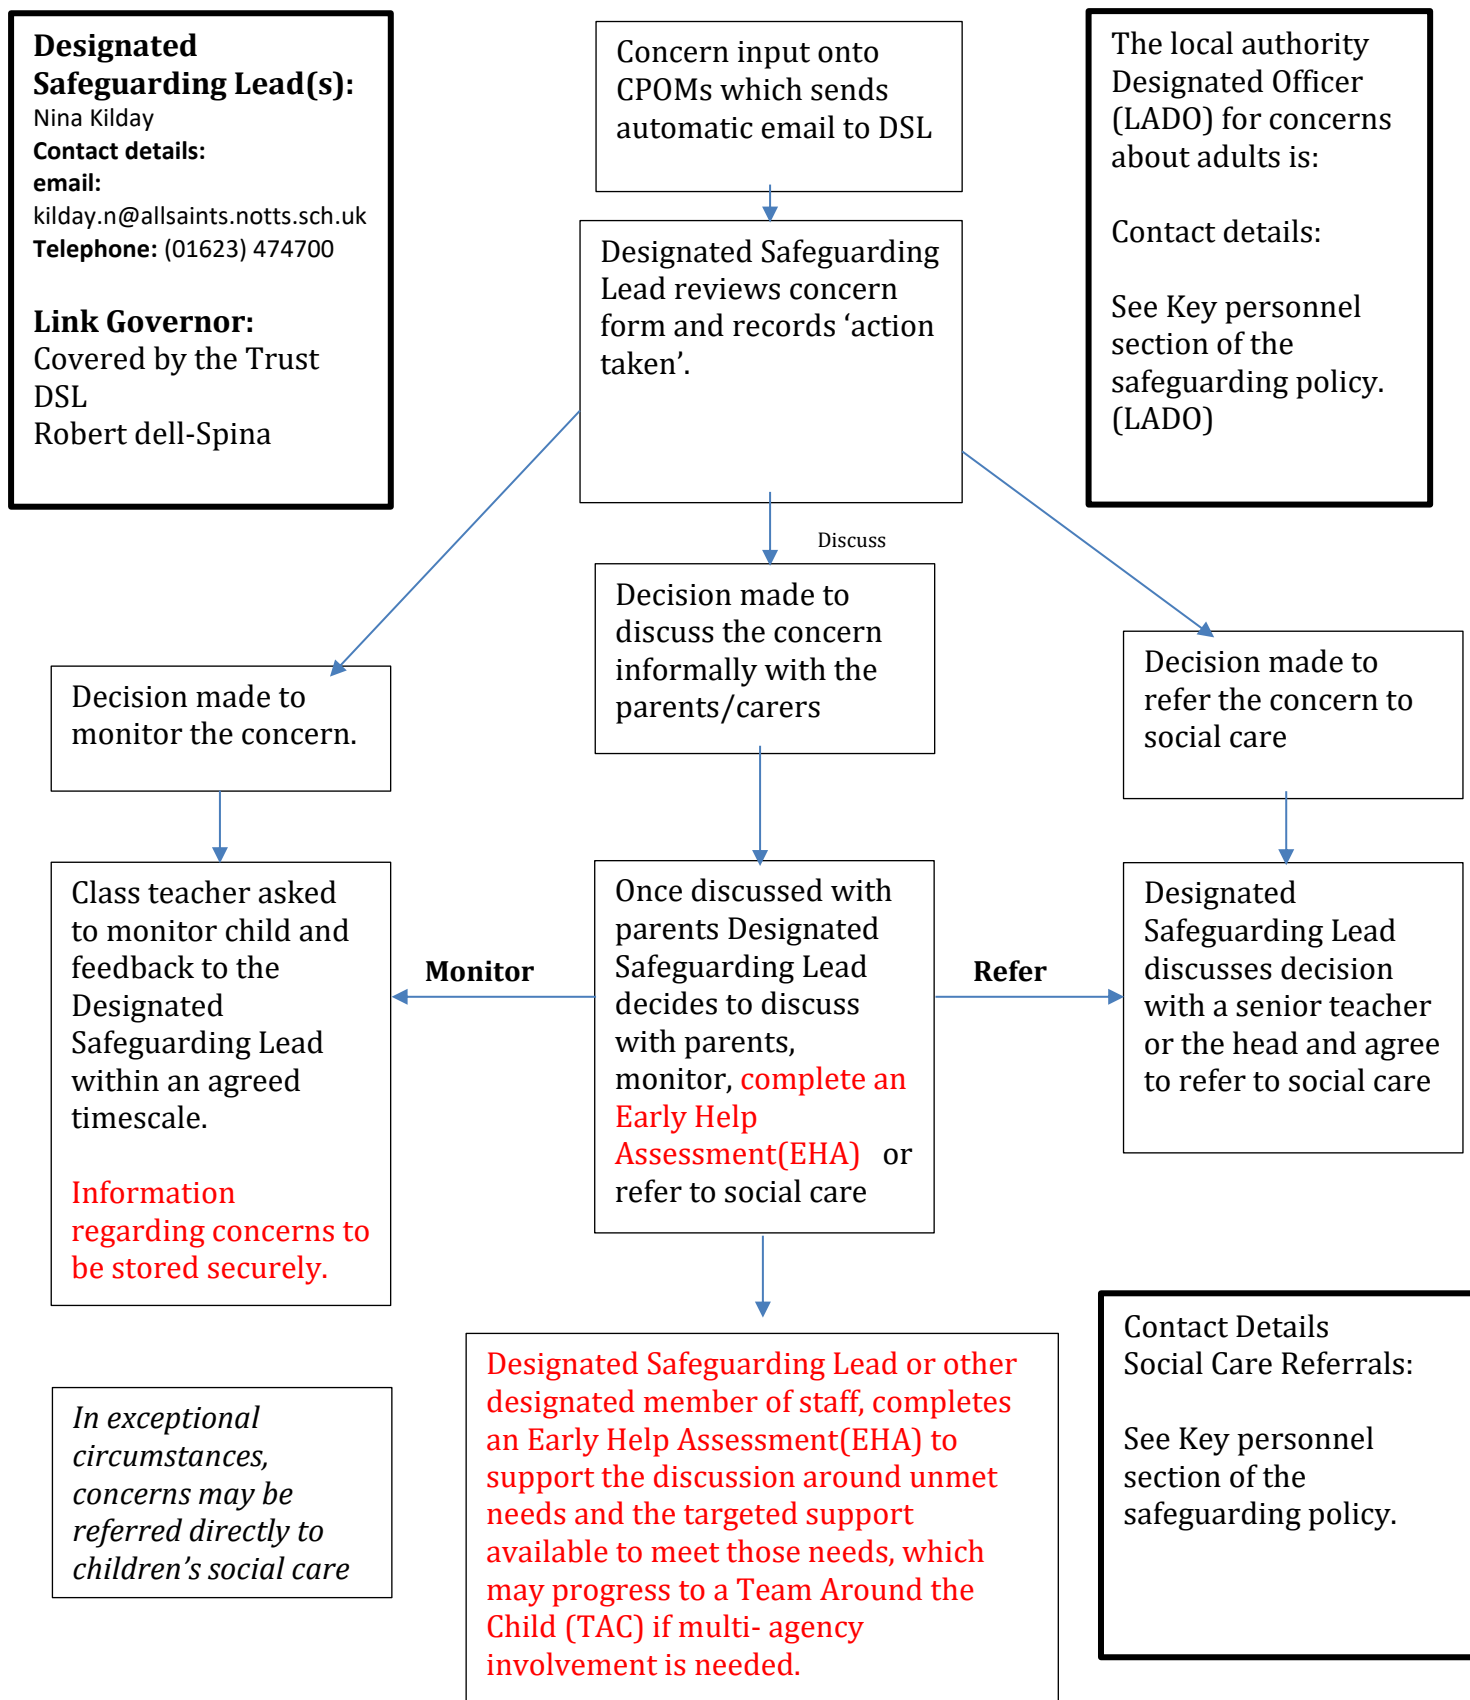 Designated
Safeguarding Lead(s):
Nina Kilday
Contact details:
email:
kilday.n@allsaints.notts.sch.uk
Telephone: (01623) 474700
Link Governor:
Covered by the Trust
DSL
Robert dell-Spina
Concern input onto
CPOMs which sends
automatic email to DSL
The local authority
Designated Officer
(LADO) for concerns
about adults is:
Contact details:
See Key personnel
section of the
safeguarding policy.
(LADO)
Designated Safeguarding
Lead reviews concern
form and records ‘action
taken’.
Discuss
Decision made to
monitor the concern.
Decision made to
discuss the concern
informally with the
parents/carers
Decision made to
refer the concern to
social care
Class teacher asked
to monitor child and
feedback to the
Designated
Safeguarding Lead
within an agreed
timescale.
Information
regarding concerns to
be stored securely.
Monitor
Once discussed with
parents Designated
Safeguarding Lead
decides to discuss
with parents,
monitor, complete an
Early Help
Assessment(EHA) or
refer to social care
Refer
Designated
Safeguarding Lead
discusses decision
with a senior teacher
or the head and agree
to refer to social care
In exceptional
circumstances,
concerns may be
referred directly to
children’s social care
Designated Safeguarding Lead or other
designated member of staff, completes
an Early Help Assessment(EHA) to
support the discussion around unmet
needs and the targeted support
available to meet those needs, which
may progress to a Team Around the
Child (TAC) if multi- agency
involvement is needed.
Contact Details
Social Care Referrals:
See Key personnel
section of the
safeguarding policy.